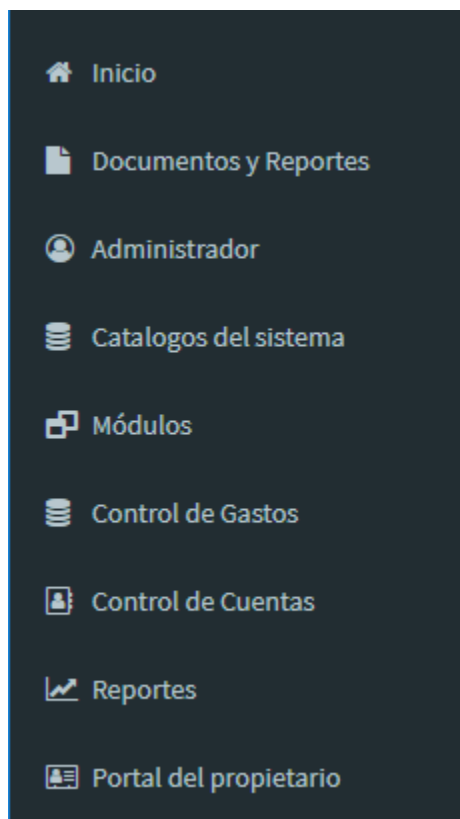 Inicio
Documentos y Reportes
Administrador
Catalogos del sistema
Módulos
Control de Gastos
Control de Cuentas
Reportes
Portal del propietario